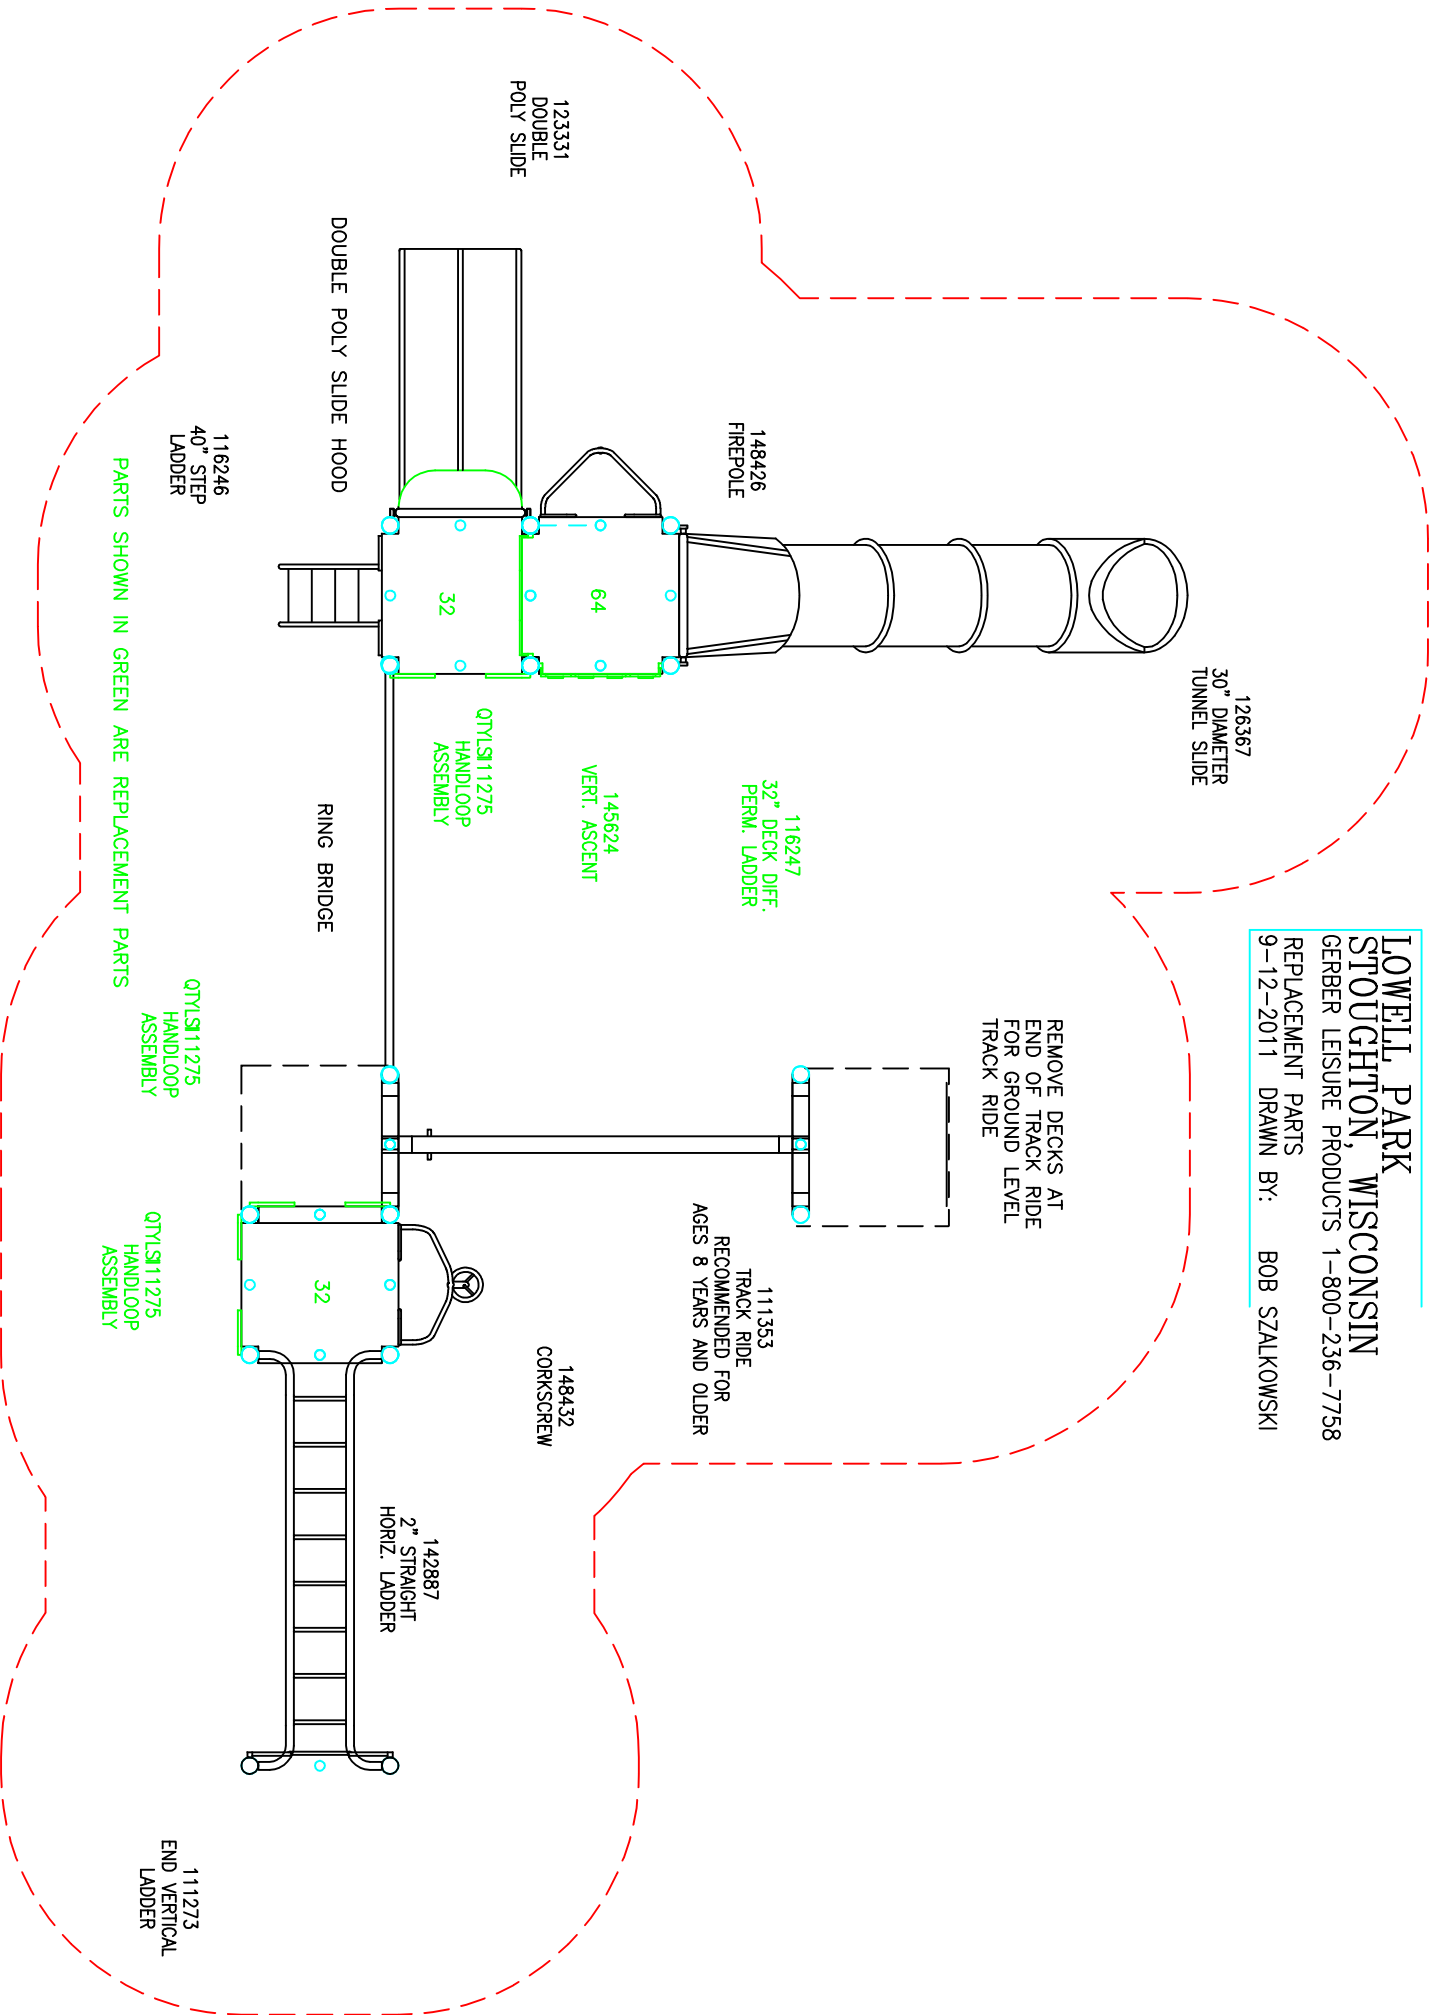 LOWELL PARK
STOUGHTON, WISCONSIN
GERBER LEISURE PRODUCTS 1-800-236-7758
REPLACEMENT PARTS
9-12-2011 DRAWN BY: BOB SZALKOWSKI
126367
30" DIAMETER
TUNNEL SLIDE
REMOVE DECKS AT
END OF TRACK RIDE
FOR GROUND LEVEL
TRACK RIDE
148426
FIREPOLE
116247
32" DECK DIFF.
PERM. LADDER
111353
TRACK RIDE
RECOMMENDED FOR
AGES 8 YEARS AND OLDER
123331
DOUBLE
POLY SLIDE
64
145624
VERT. ASCENT
148432
CORKSCREW
32
111275
HANDLOOP
ASSEMBLY
142887
2" STRAIGHT
HORIZ. LADDER
DOUBLE POLY SLIDE HOOD
RING BRIDGE
32
116246
40" STEP
LADDER
111275
HANDLOOP
ASSEMBLY
111275
HANDLOOP
ASSEMBLY
111273
END VERTICAL
LADDER
PARTS SHOWN IN GREEN ARE REPLACEMENT PARTS